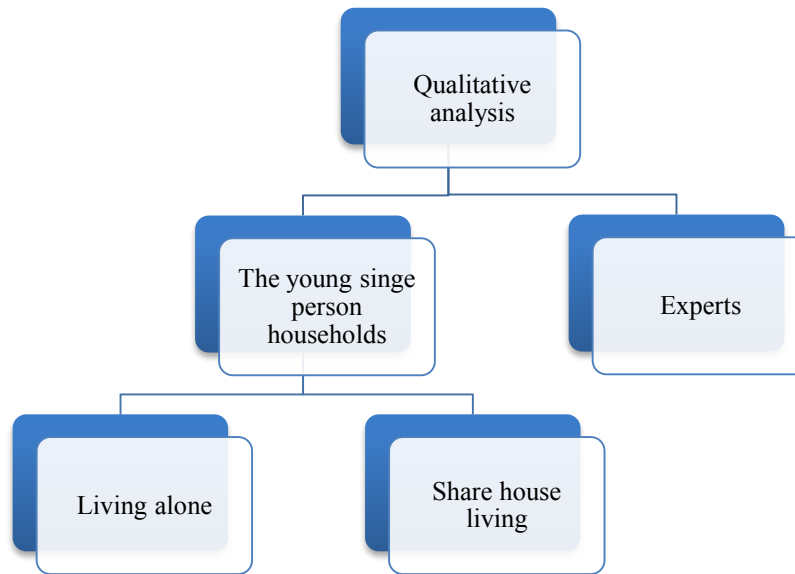 Qualitative
analysis
The young singe
person
households
Experts
Living alone
Share house
living